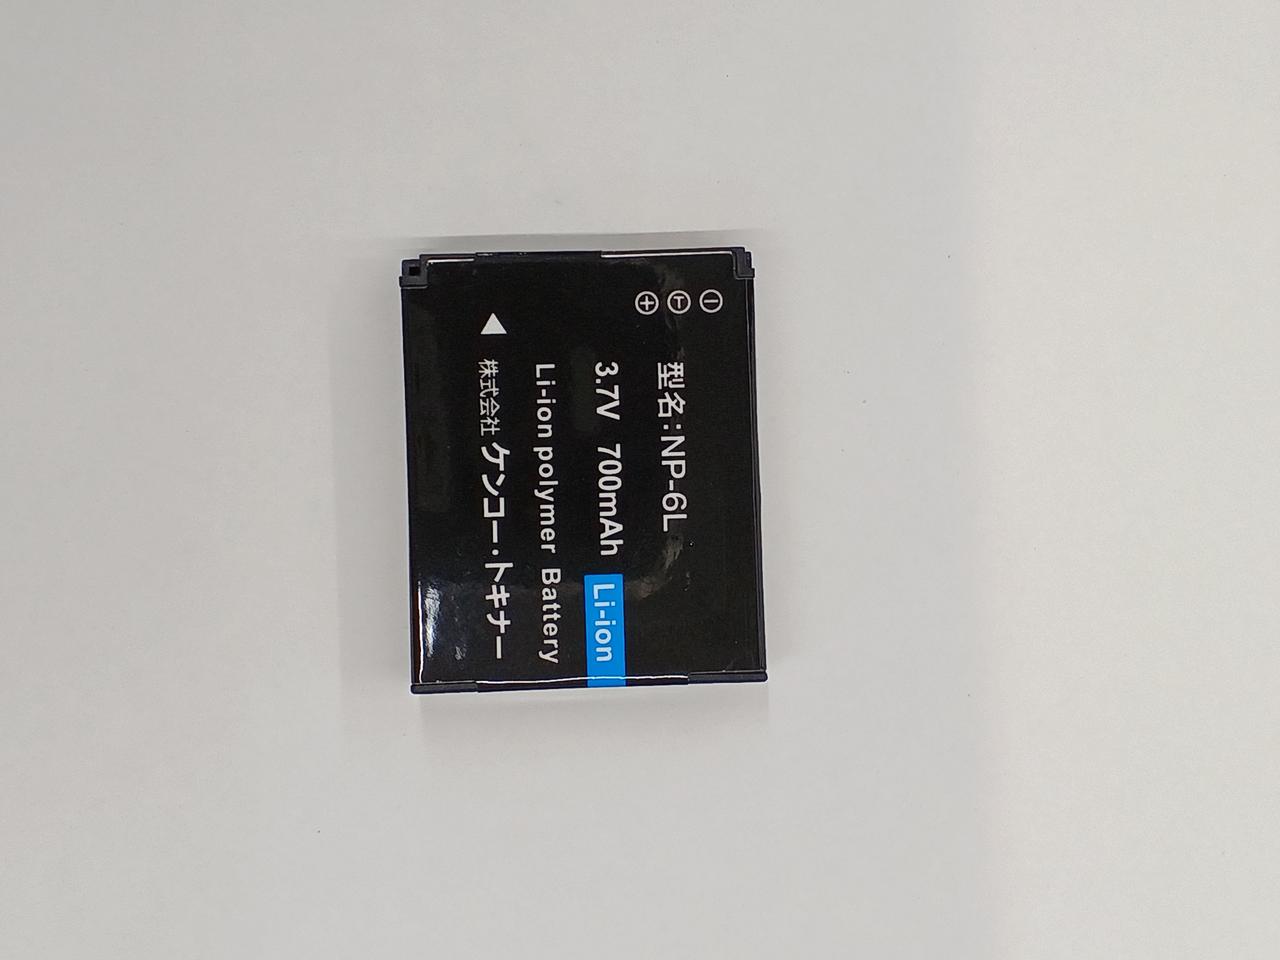 ⊖ Ⓣ ⊕
型名:NP-6L
3.7V 700mAh Li-ion
Li-ion polymer Battery
株式会社 ケンコー・トキナー